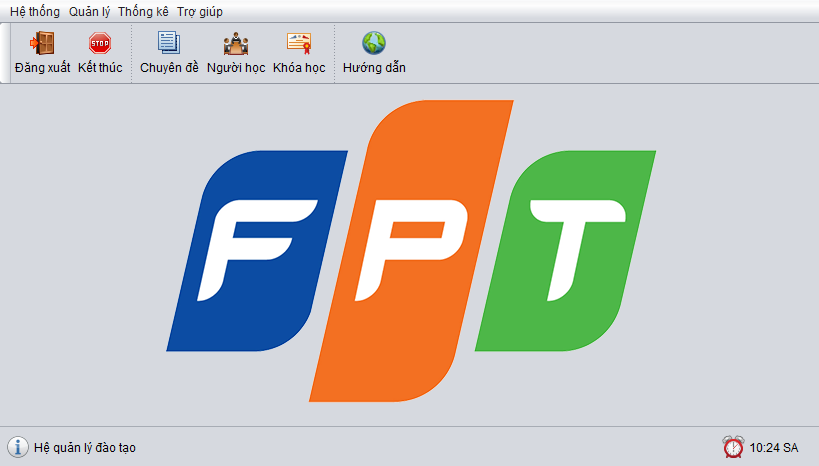 Hệ thống Quản lý Thống kê Trợ giúp
Đăng xuất Kết thúc Chuyên đề Người học Khóa học Hướng dẫn
STOP
FPT
Hệ quản lý đào tạo
10:24 SA